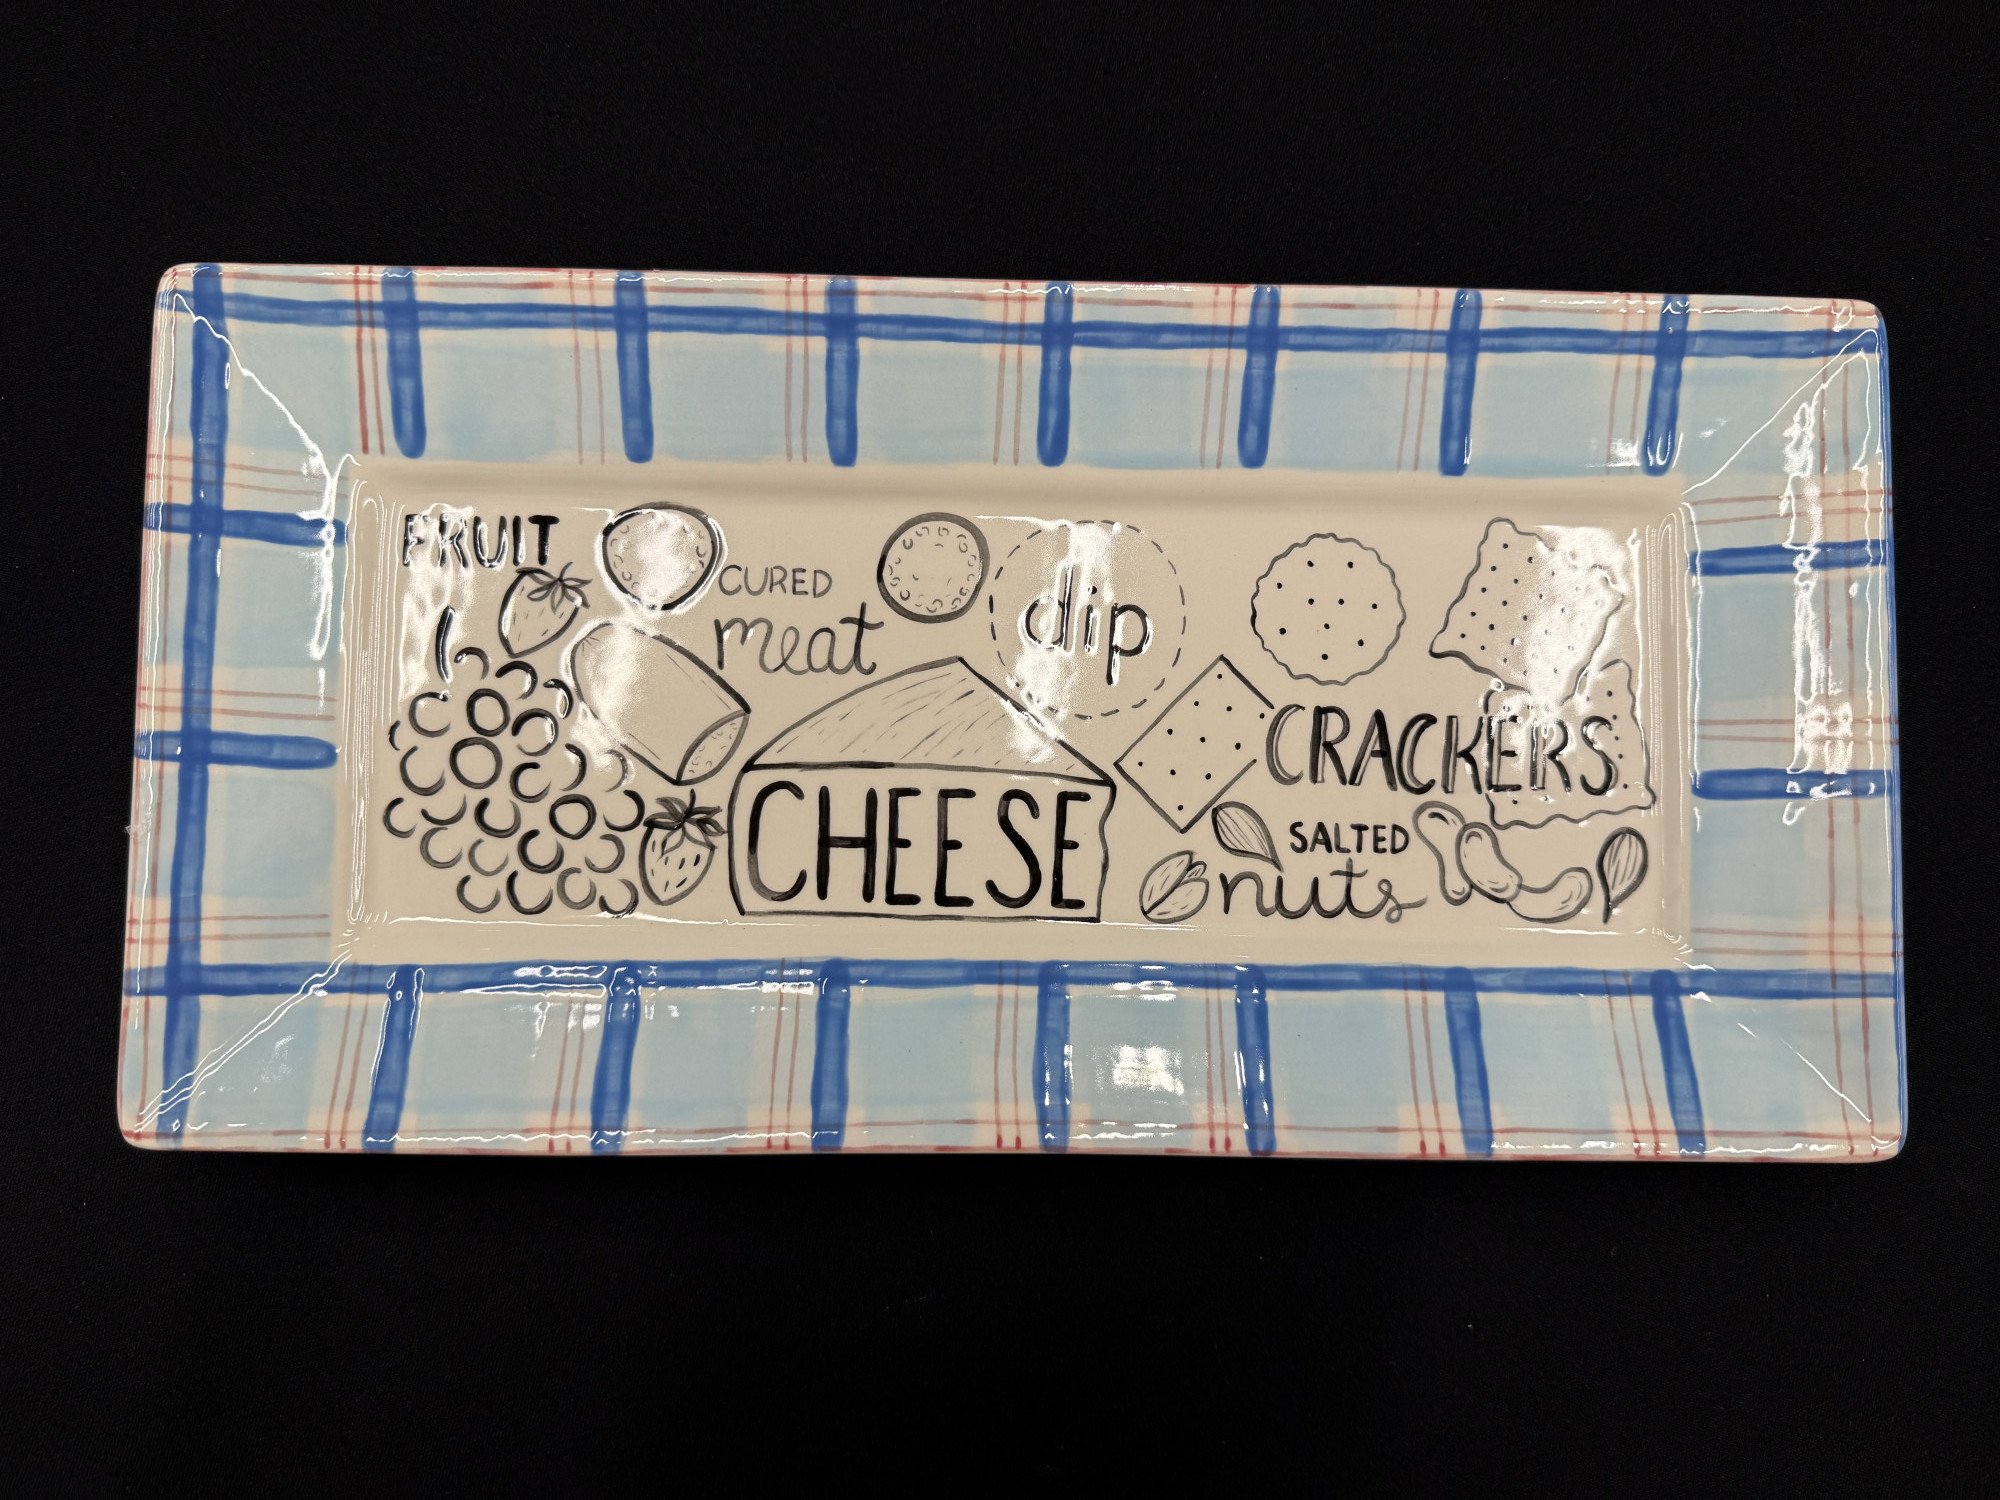 FRUIT
CURED
meat
dip
CHEESE
CRACKERS
SALTED
nuts